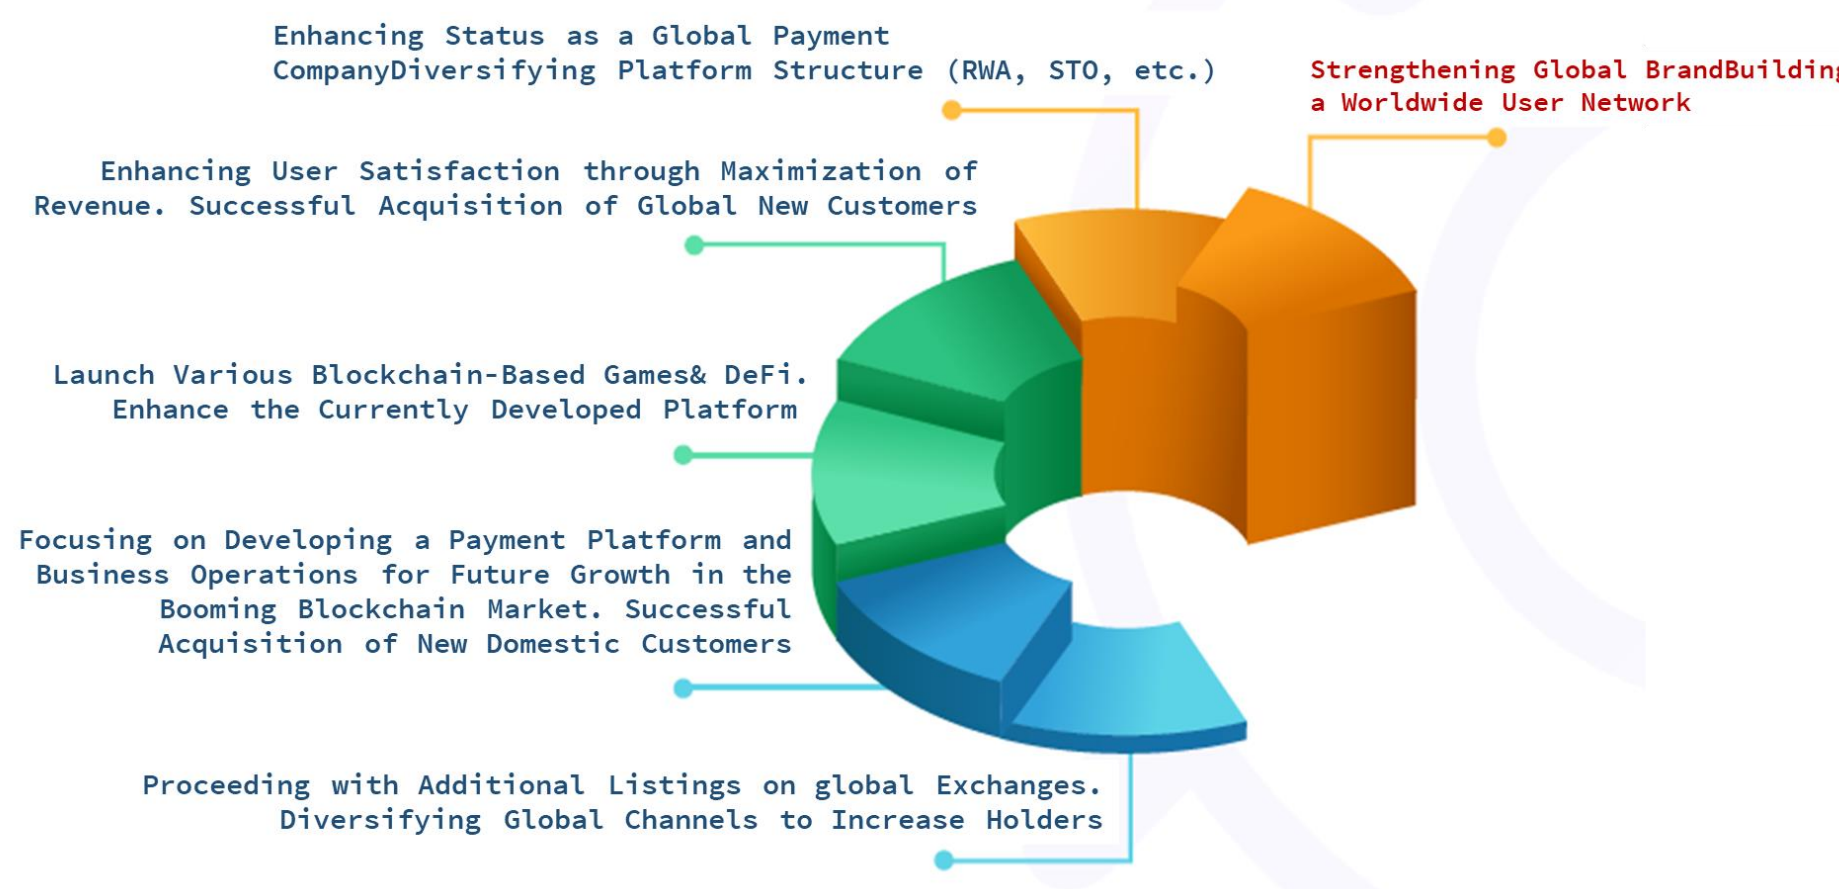 Enhancing Status as a Global Payment
CompanyDiversifying Platform Structure (RWA, STO, etc.)
Strengthening Global BrandBuilding
a Worldwide User Network
Enhancing User Satisfaction through Maximization of
Revenue. Successful Acquisition of Global New Customers
Launch Various Blockchain-Based Games& DeFi.
Enhance the Currently Developed Platform
Focusing on Developing a Payment Platform and
Business Operations for Future Growth in the
Booming Blockchain Market. Successful
Acquisition of New Domestic Customers
Proceeding with Additional Listings on global Exchanges.
Diversifying Global Channels to Increase Holders